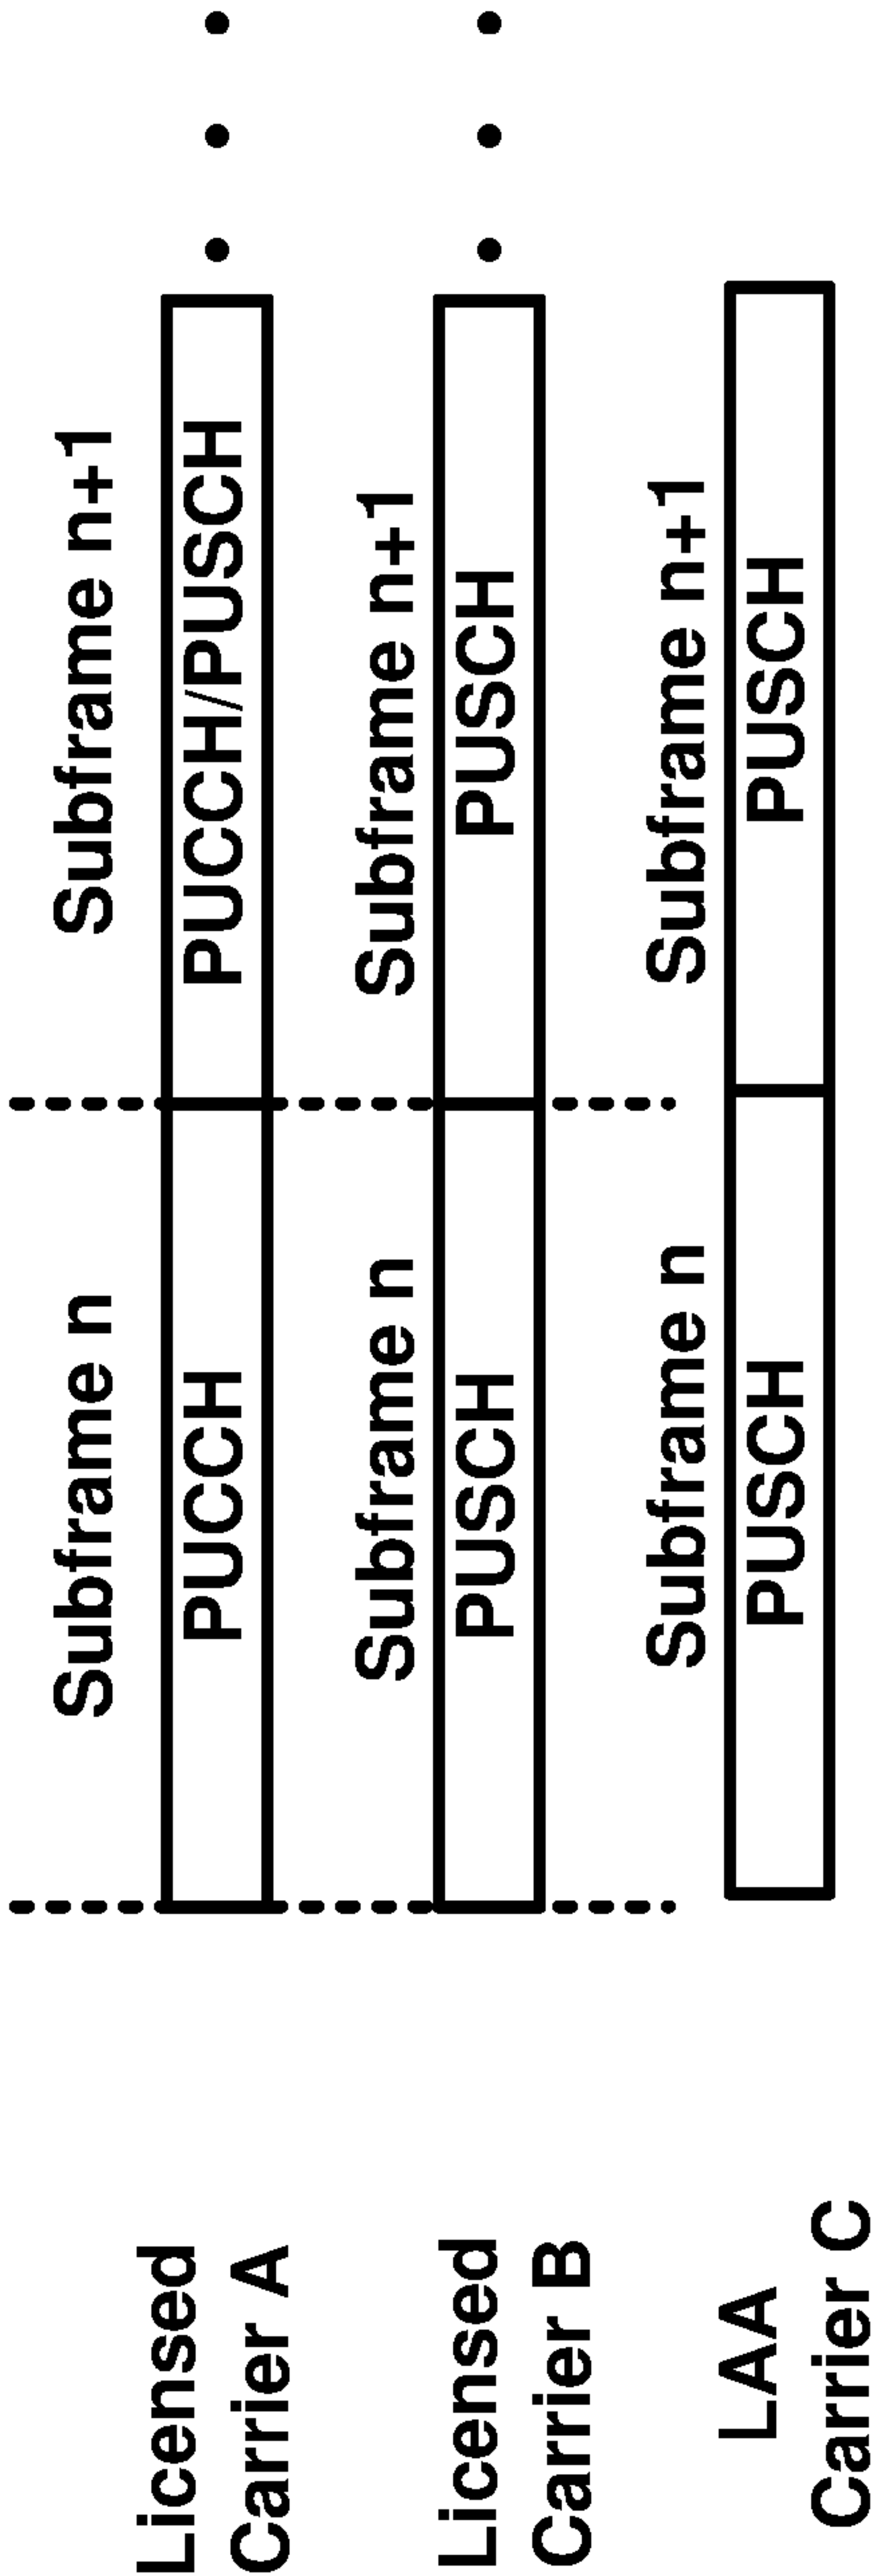 Subframe n
Subframe n+1
Licensed
Carrier A
PUCCH
PUCCH/PUSCH
Subframe n
Subframe n+1
Licensed
Carrier B
PUSCH
PUSCH
Subframe n
Subframe n+1
LAA
Carrier C
PUSCH
PUSCH